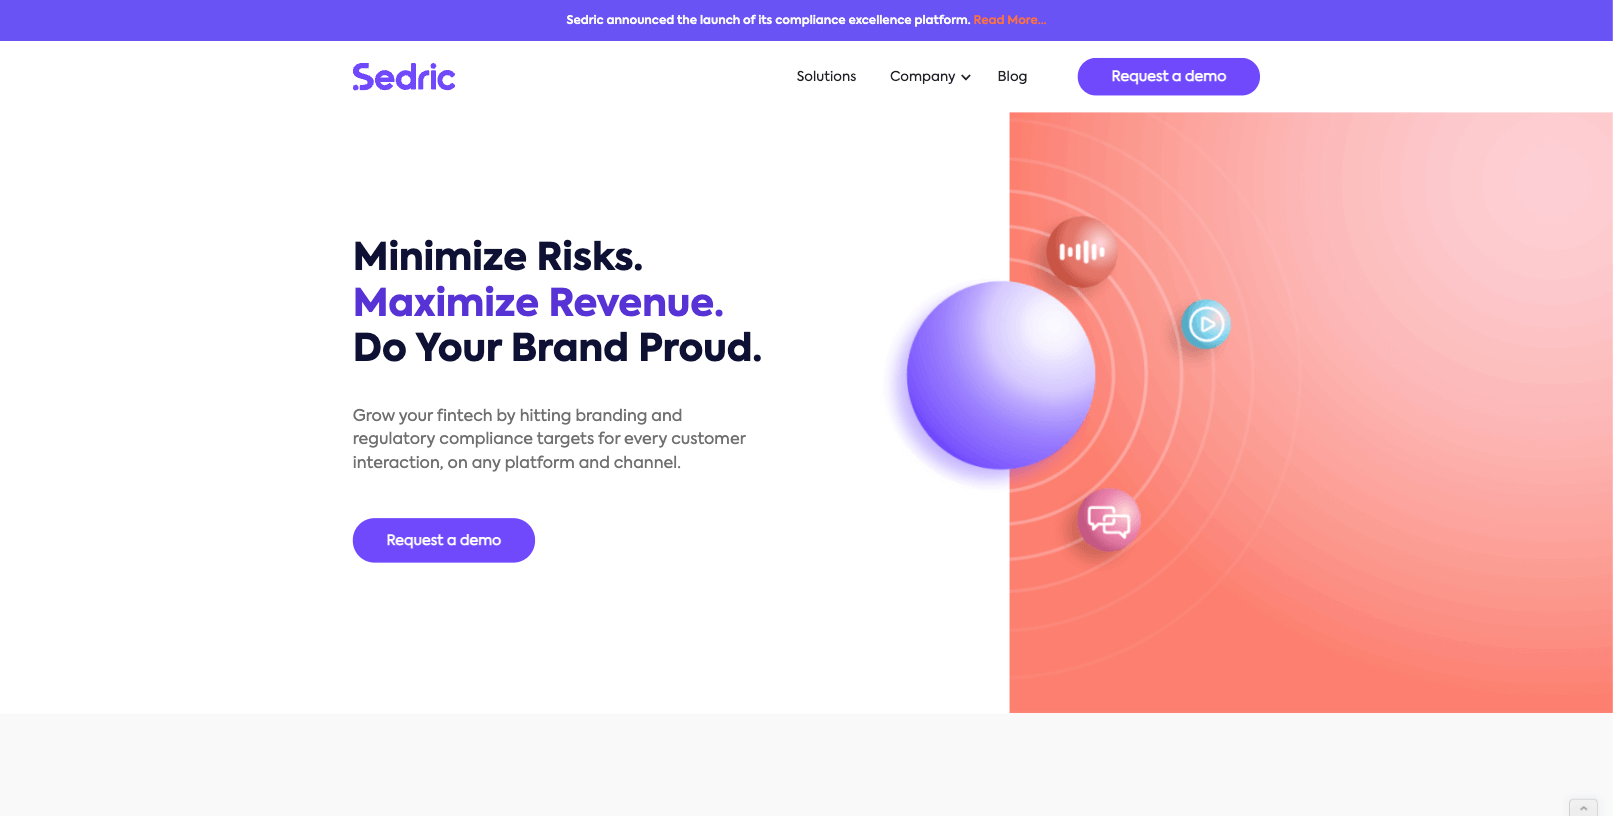 Sedric announced the launch of its compliance excellence platform. Read More...
Sedric
Solutions
Company
Blog
Request a demo
Minimize Risks.
Maximize Revenue.
Do Your Brand Proud.
Grow your fintech by hitting branding and
regulatory compliance targets for every customer
interaction, on any platform and channel.
Request a demo